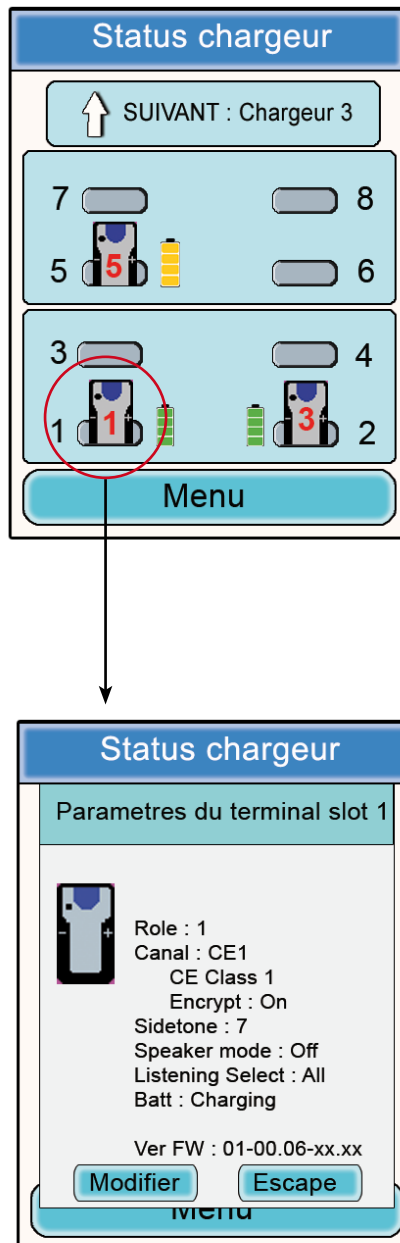 Status chargeur
SUIVANT : Chargeur 3
7 8
5 5 6
3 4
1 1 3 2
Menu
Status chargeur
Parametres du terminal slot 1
Role : 1
Canal : CE1
CE Class 1
Encrypt : On
Sidetone : 7
Speaker mode : Off
Listening Select : All
Batt : Charging
Ver FW : 01-00.06-xx.xx
Modifier Escape
Menu